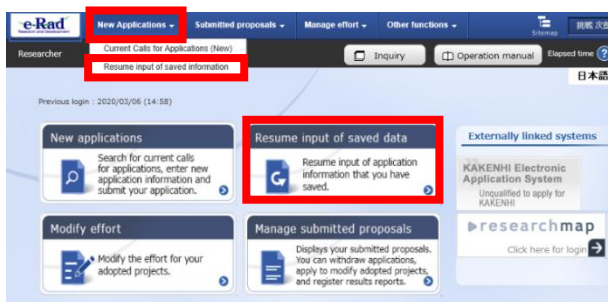 e-Rad
New Applications
Submitted proposals
Manage effort
Other functions
Sitemap
挑戦 次郎
Researcher
Current Calls for Applications (New)
Resume input of saved information
Inquiry
Operation manual
Elapsed time ?
日本語
Previous login : 2020/03/06 (14:58)
New applications
Search for current calls
for applications, enter new
application information and
submit your application.
Resume input of saved data
Resume input of application
information that you have
saved.
Externally linked systems
KAKENHI Electronic
Application System
Unqualified to apply for
KAKENHI
Modify effort
Modify the effort for your
adopted projects.
Manage submitted proposals
Displays your submitted proposals.
You can withdraw applications,
apply to modify adopted projects,
and register results reports.
researchmap
Click here for login